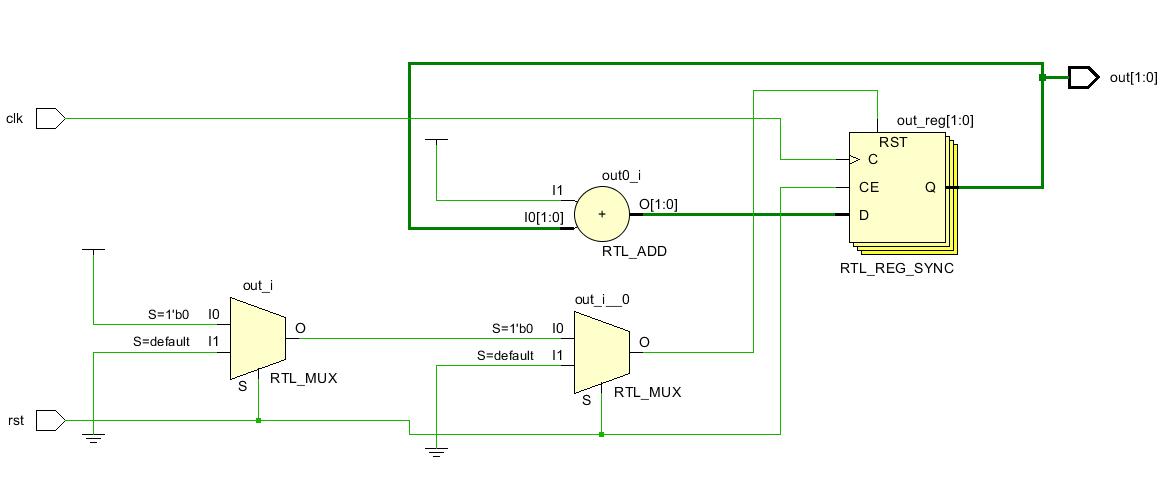 out[1:0]
clk
out_reg[1:0]
RST
C
out0_i
I1
CE
Q
O[1:0]
I0[1:0]
+
D
RTL_ADD
RTL_REG_SYNC
out_i
out_i__0
S=1'b0
I0
O
S=1'b0
I0
S=default
I1
O
S=default
I1
RTL_MUX
S
RTL_MUX
S
rst